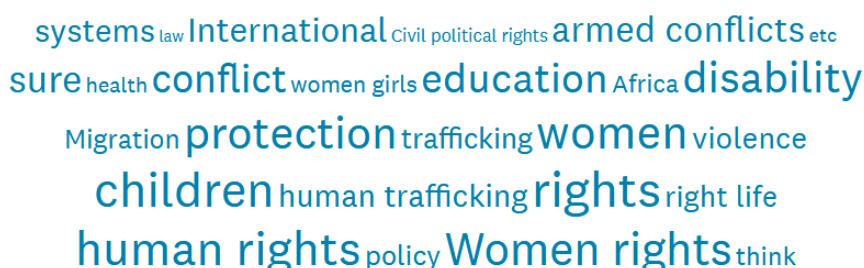 systems law International Civil political rights armed conflicts etc
sure health conflict women girls education Africa disability
Migration protection trafficking women violence
children human trafficking rights right life
human rights policy Women rights think